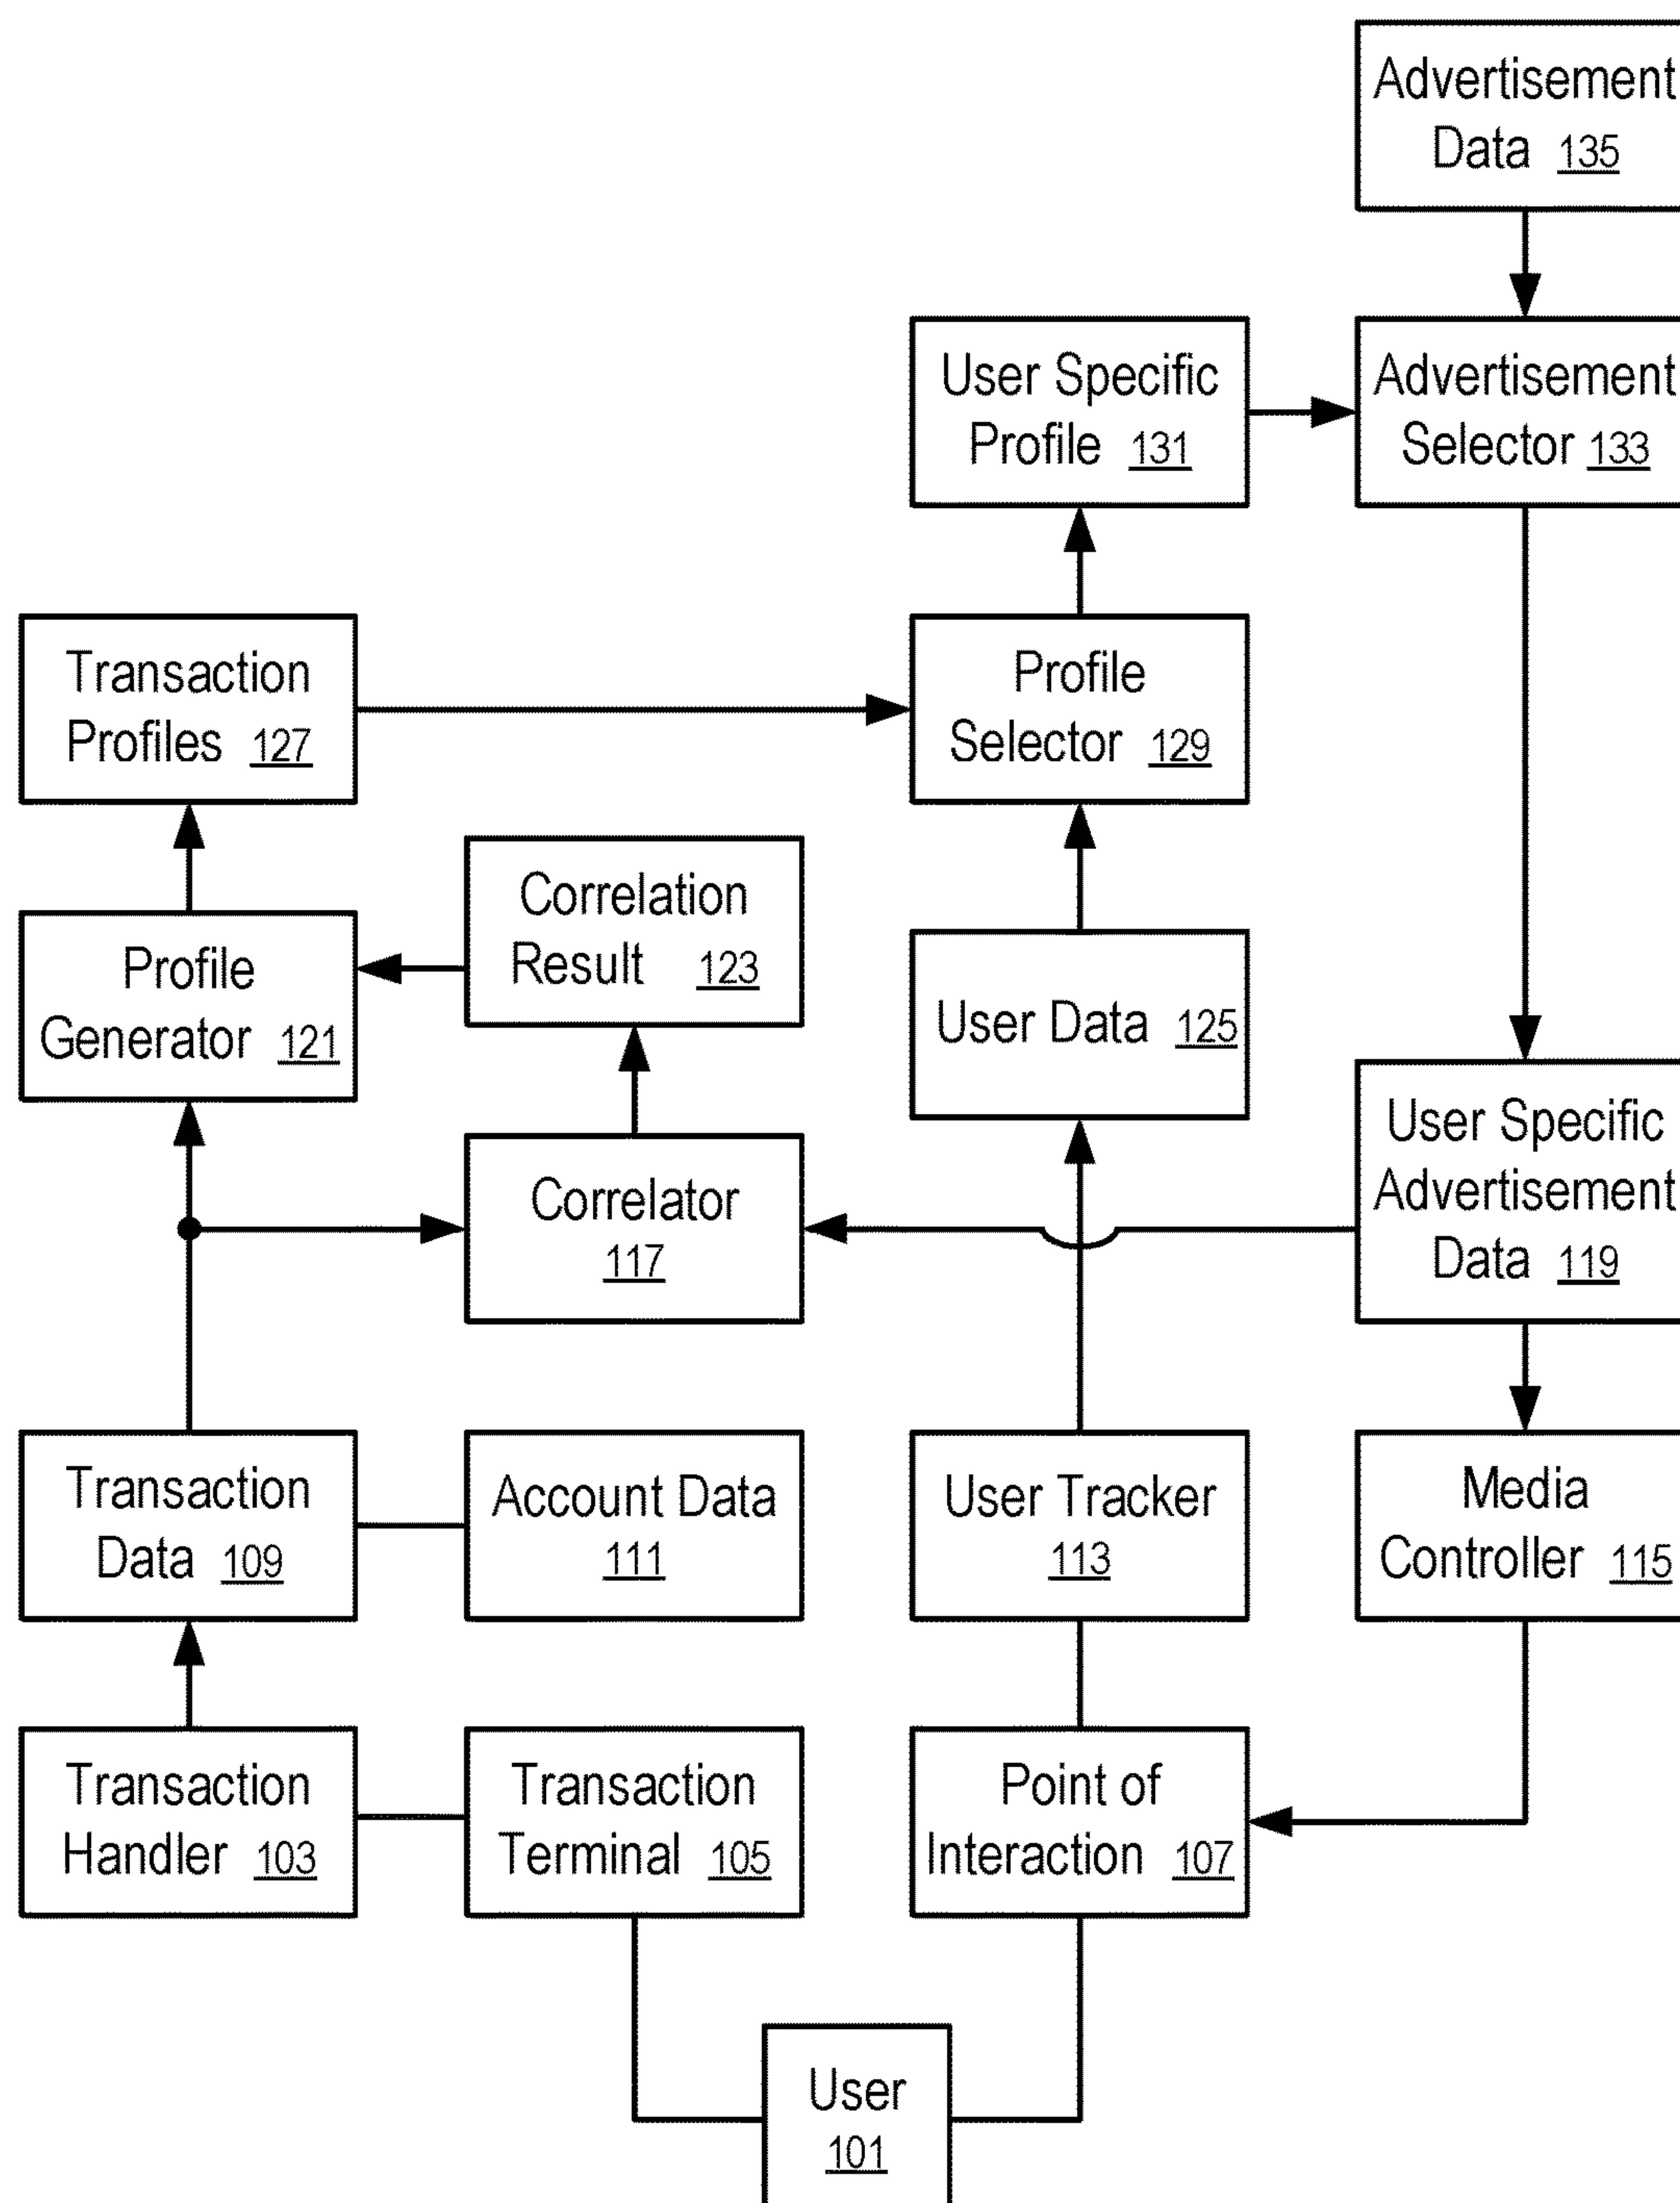 Advertisement
Data 135
User Specific
Profile 131
Advertisement
Selector 133
Transaction
Profiles 127
Profile
Selector 129
Correlation
Result 123
Profile
Generator 121
User Data 125
User Specific
Advertisement
Data 119
Correlator
117
Transaction
Data 109
Account Data
111
User Tracker
113
Media
Controller 115
Transaction
Handler 103
Transaction
Terminal 105
Point of
Interaction 107
User
101